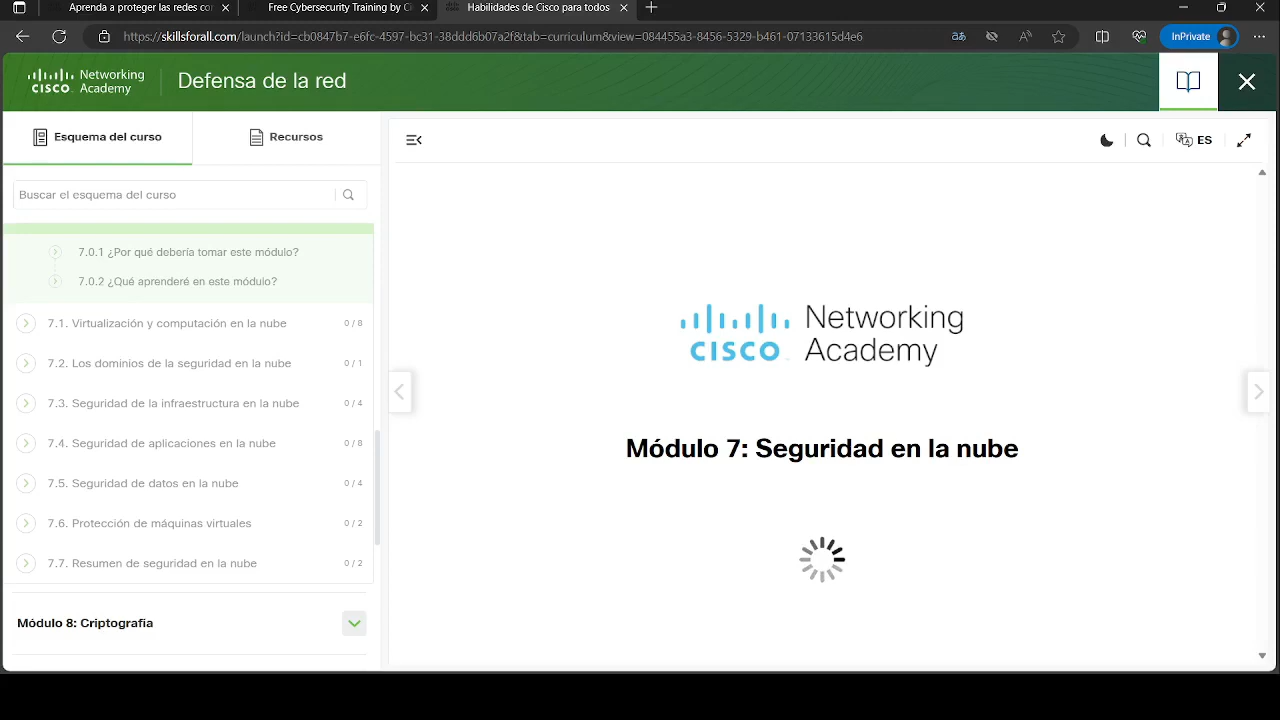 Aprenda a proteger las redes cor
Free Cybersecurity Training by Ci
Habilidades de Cisco para todos
https://skillsforall.com/launch?id=cb0847b7-e6fc-4597-bc31-38ddd6b07a2f&tab=curriculum&view=084455a3-8456-5329-b461-07133615d4e6
InPrivate
Networking
CISCO Academy
Defensa de la red
Esquema del curso
Recursos
ES
Buscar el esquema del curso
7.0.1 ¿Por qué debería tomar este módulo?
7.0.2 ¿Qué aprenderé en este módulo?
7.1. Virtualización y computación en la nube 0 / 8
7.2. Los dominios de la seguridad en la nube 0 / 1
7.3. Seguridad de la infraestructura en la nube 0 / 4
7.4. Seguridad de aplicaciones en la nube 0 / 8
7.5. Seguridad de datos en la nube 0 / 4
7.6. Protección de máquinas virtuales 0 / 2
7.7. Resumen de seguridad en la nube 0 / 2
Módulo 8: Criptografía
Networking
CISCO Academy
Módulo 7: Seguridad en la nube